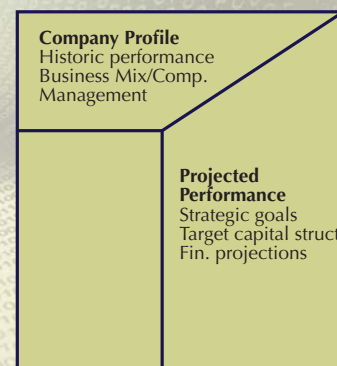 Company Profile
Historic performance
Business Mix/Comp.
Management
Projected
Performance
Strategic goals
Target capital struct
Fin. projections